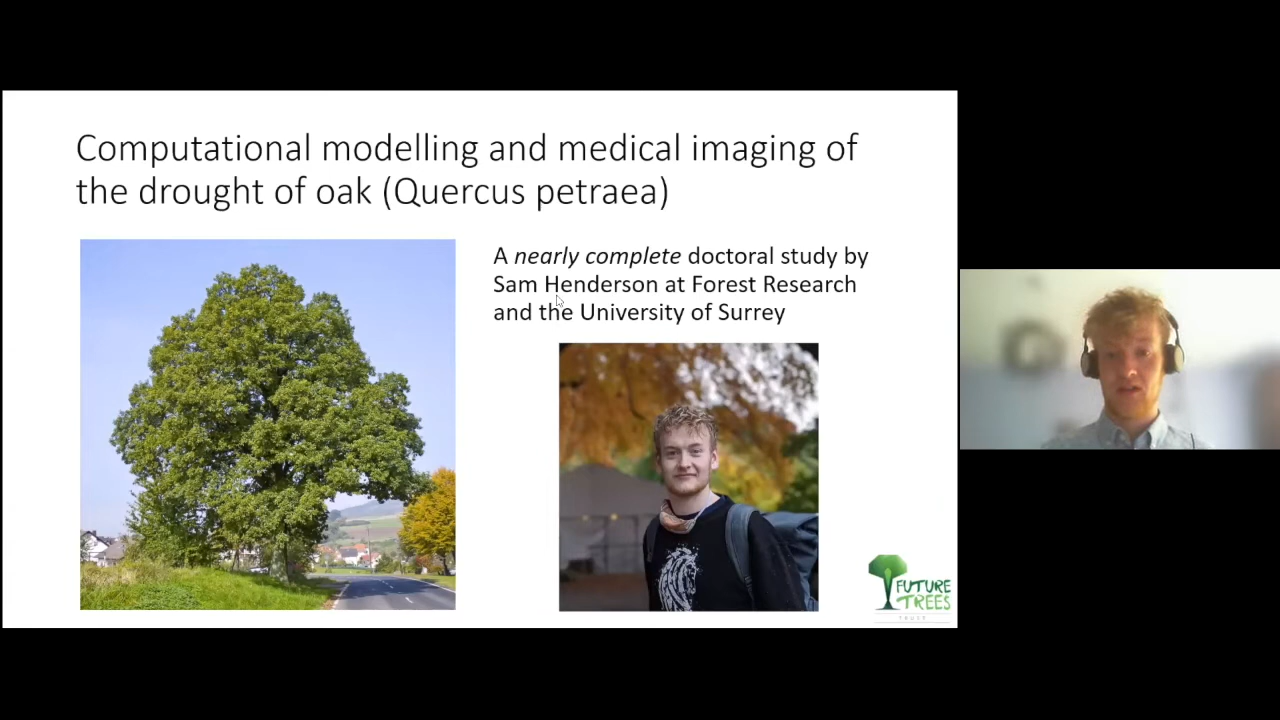 Computational modelling and medical imaging of
the drought of oak (Quercus petraea)
A nearly complete doctoral study by
Sam Henderson at Forest Research
and the University of Surrey
FUTURE
TREES
TRUST